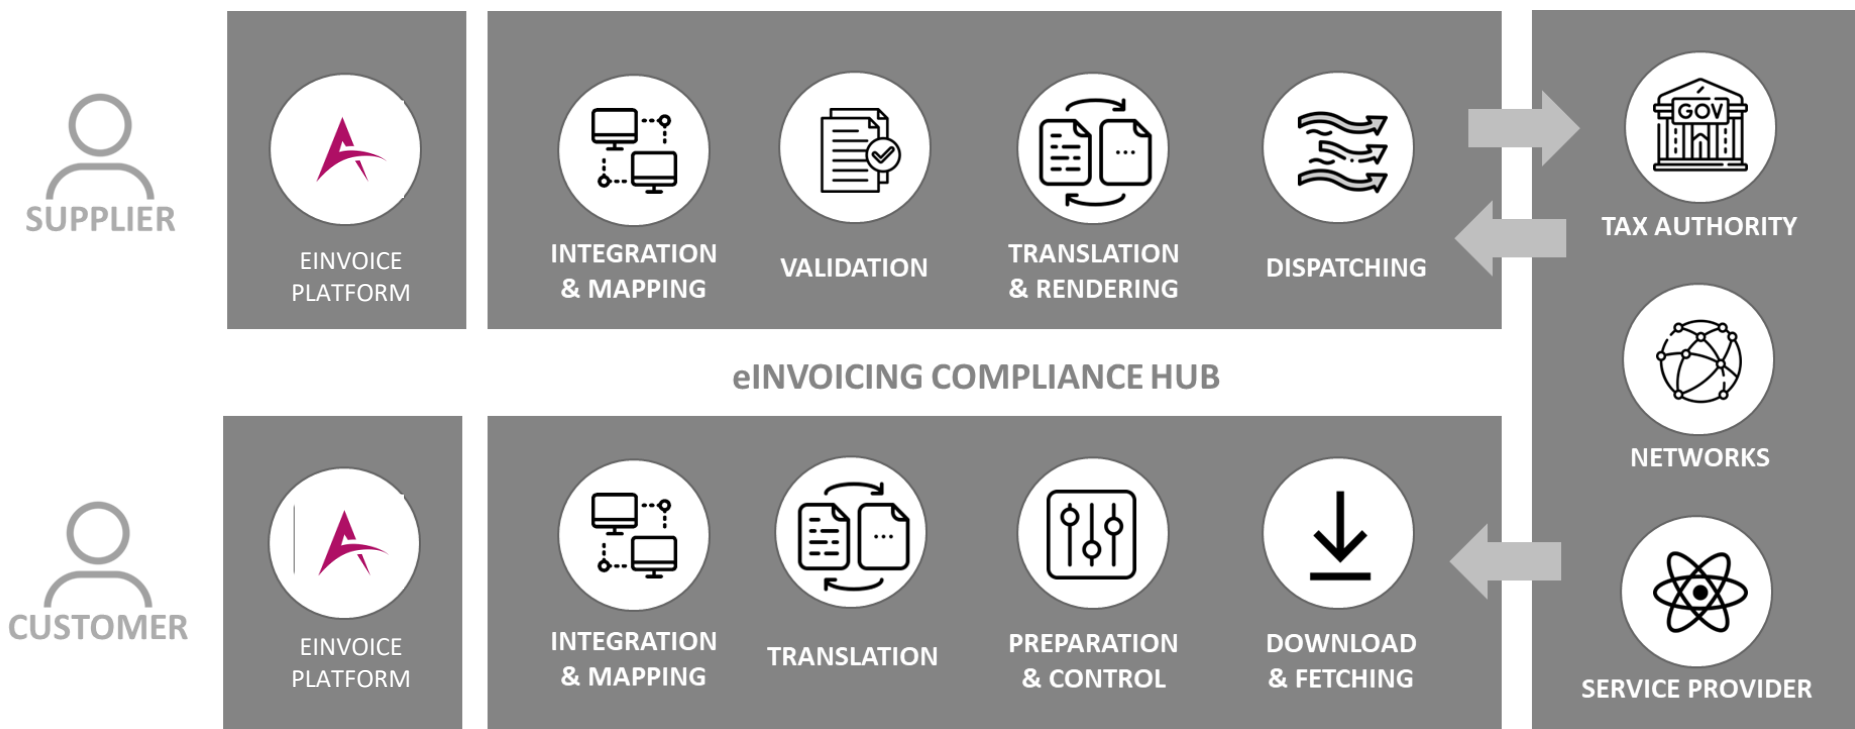 SUPPLIER
EINVOICE
PLATFORM
INTEGRATION
& MAPPING
VALIDATION
TRANSLATION
& RENDERING
DISPATCHING
GOV
TAX AUTHORITY
eINVOICING COMPLIANCE HUB
NETWORKS
CUSTOMER
EINVOICE
PLATFORM
INTEGRATION
& MAPPING
TRANSLATION
PREPARATION
& CONTROL
DOWNLOAD
& FETCHING
SERVICE PROVIDER